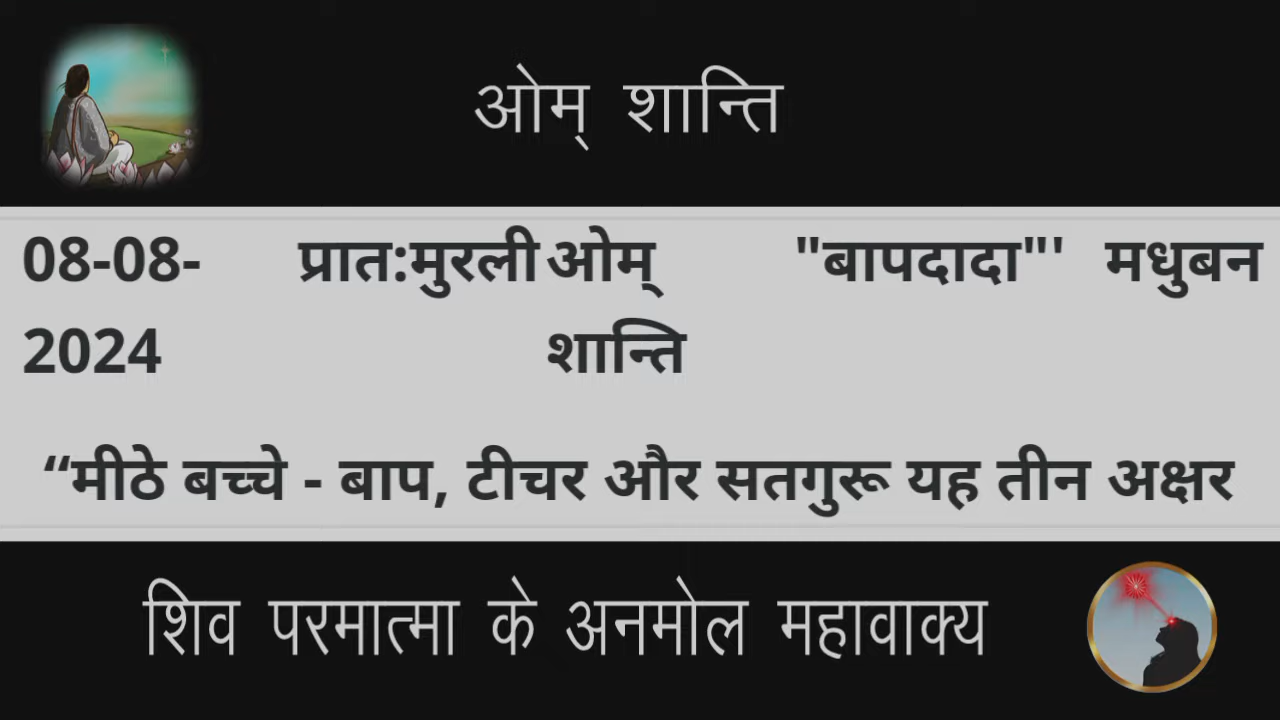 ओम् शान्ति
08-08- प्रात:मुरली ओम् "बापदादा"' मधुबन
2024 शान्ति
“मीठे बच्चे - बाप, टीचर और सतगुरू यह तीन अक्षर
शिव परमात्मा के अनमोल महावाक्य